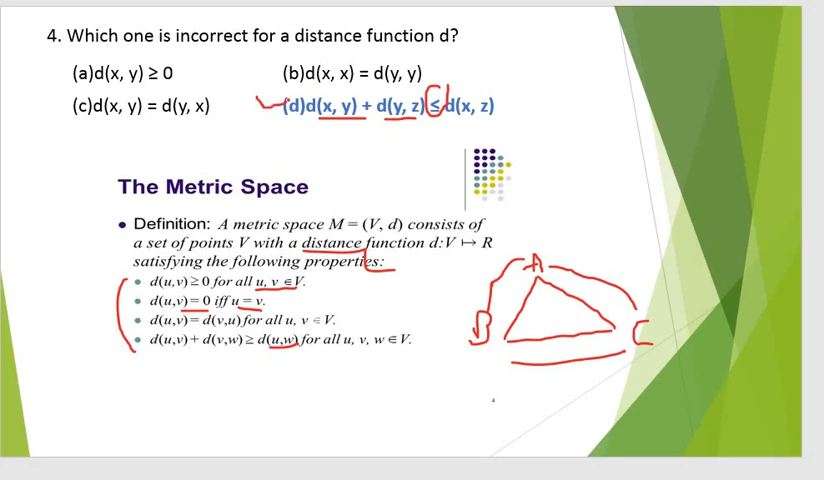 4. Which one is incorrect for a distance function d?
(a)d(x, y) ≥ 0 (b)d(x, x) = d(y, y)
(c)d(x, y) = d(y, x) (d)d(x, y) + d(y, z) ≤ d(x, z)
The Metric Space
• Definition: A metric space M = (V, d) consists of
a set of points V with a distance function d:V ↦ R
satisfying the following properties:
• d(u,v) ≥ 0 for all u, v ∈ V.
• d(u,v) = 0 iff u = v.
• d(u,v) = d(v,u) for all u, v ∈ V.
• d(u,v) + d(v,w) ≥ d(u,w) for all u, v, w ∈ V.
A
B C
4